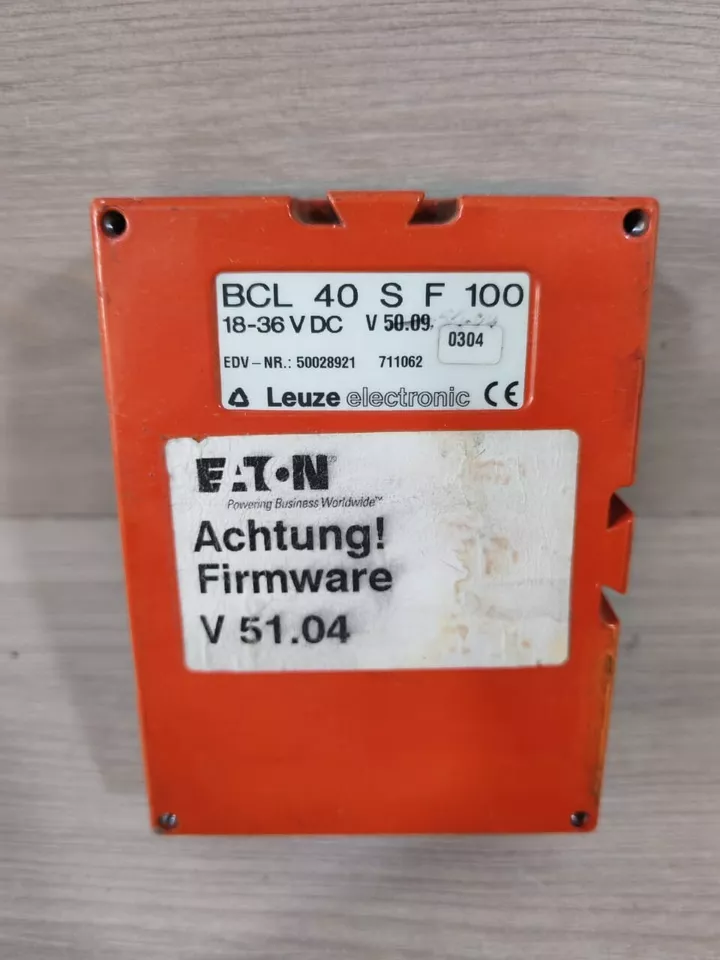 BCL 40 S F 100
18-36 V DC V 50.09
0304
EDV-NR.: 50028921 711062
Leuze electronic CE
EATON
Powering Business Worldwide™
Achtung!
Firmware
V 51.04